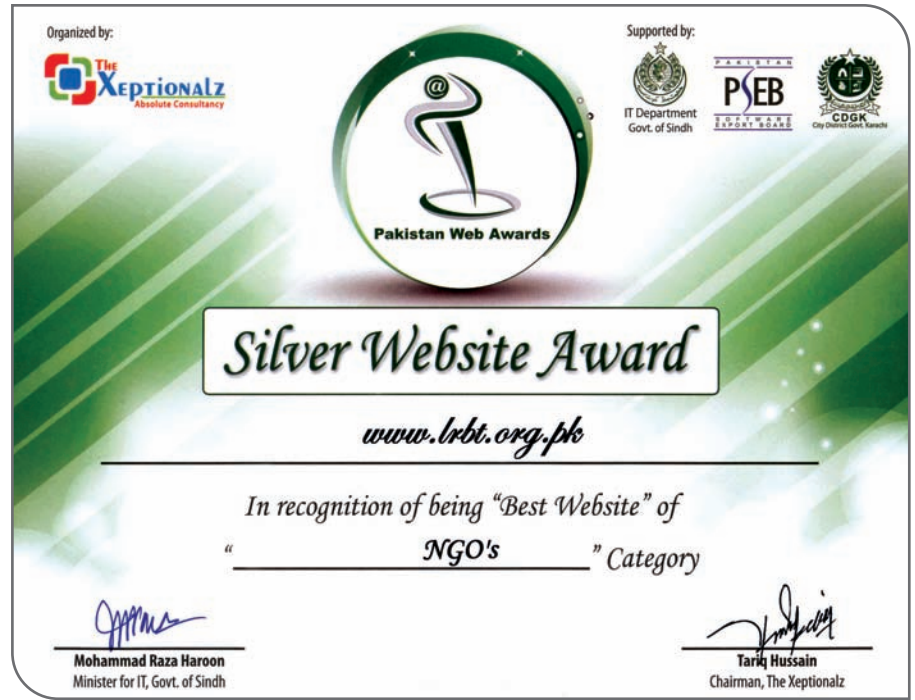 Organized by:
The
Xeptionalz
Absolute Consultancy
Supported by:
IT Department
Govt. of Sindh
PAKISTAN
PSEB
SOFTWARE
EXPORT BOARD
CDGK
City District Govt. Karachi
@
Pakistan Web Awards
Silver Website Award
www.lrbt.org.pk
In recognition of being "Best Website" of
" NGO's " Category
Mohammad Raza Haroon
Minister for IT, Govt. of Sindh
Tariq Hussain
Chairman, The Xeptionalz